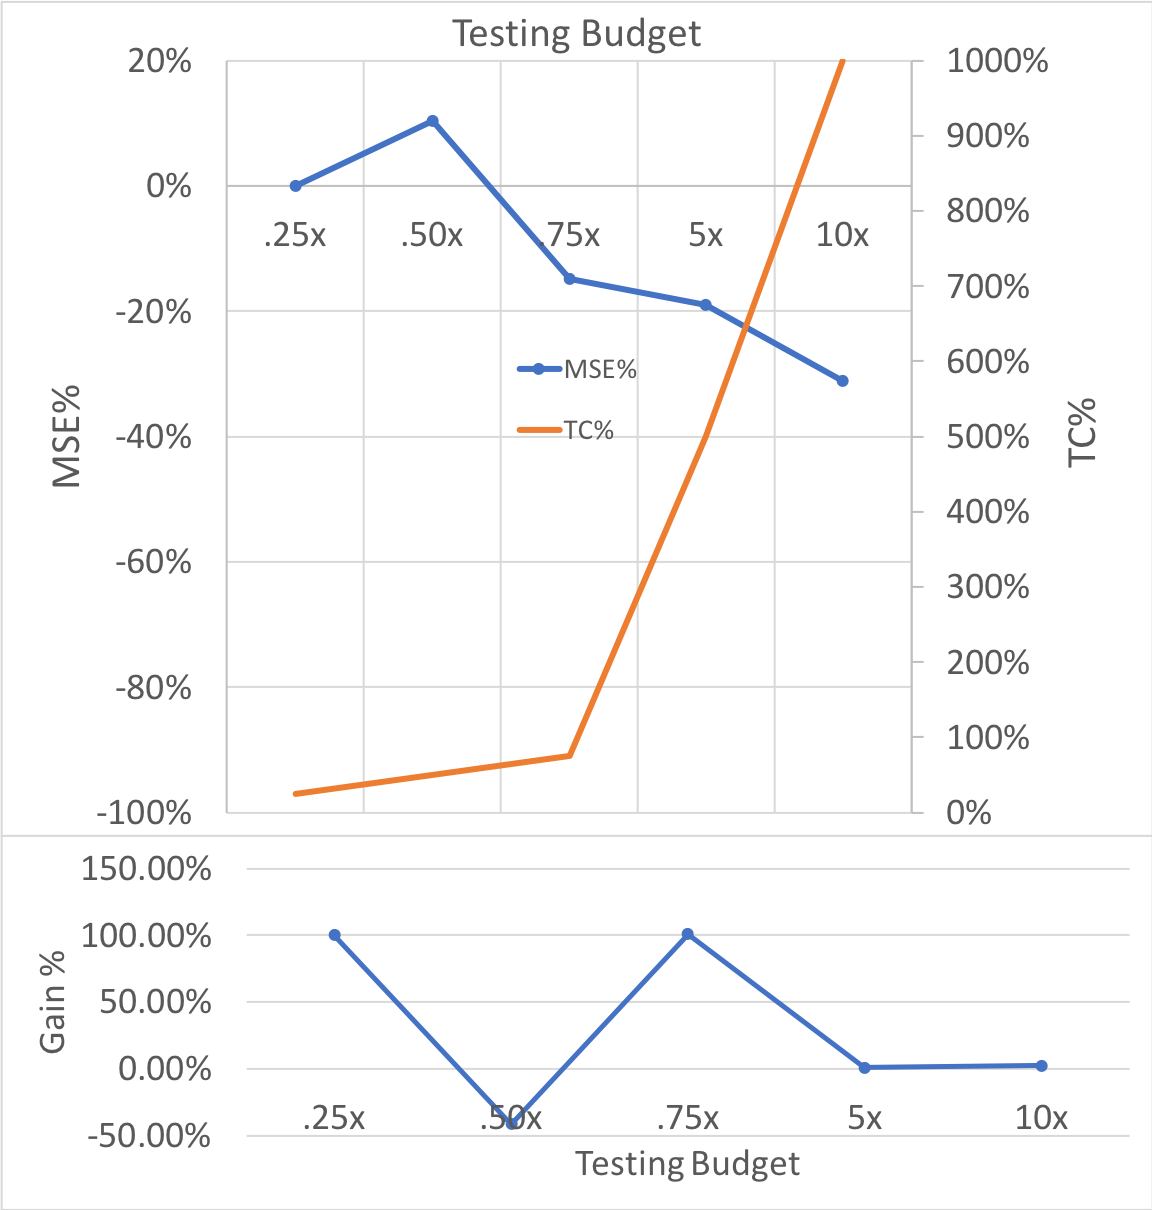 Testing Budget
20%
0%
-20%
-40%
-60%
-80%
-100%
MSE%
1000%
900%
800%
700%
600%
500%
400%
300%
200%
100%
0%
TC%
.25x .50x .75x 5x 10x
MSE%
TC%
150.00%
100.00%
50.00%
0.00%
-50.00%
Gain %
.25x .50x .75x 5x 10x
Testing Budget